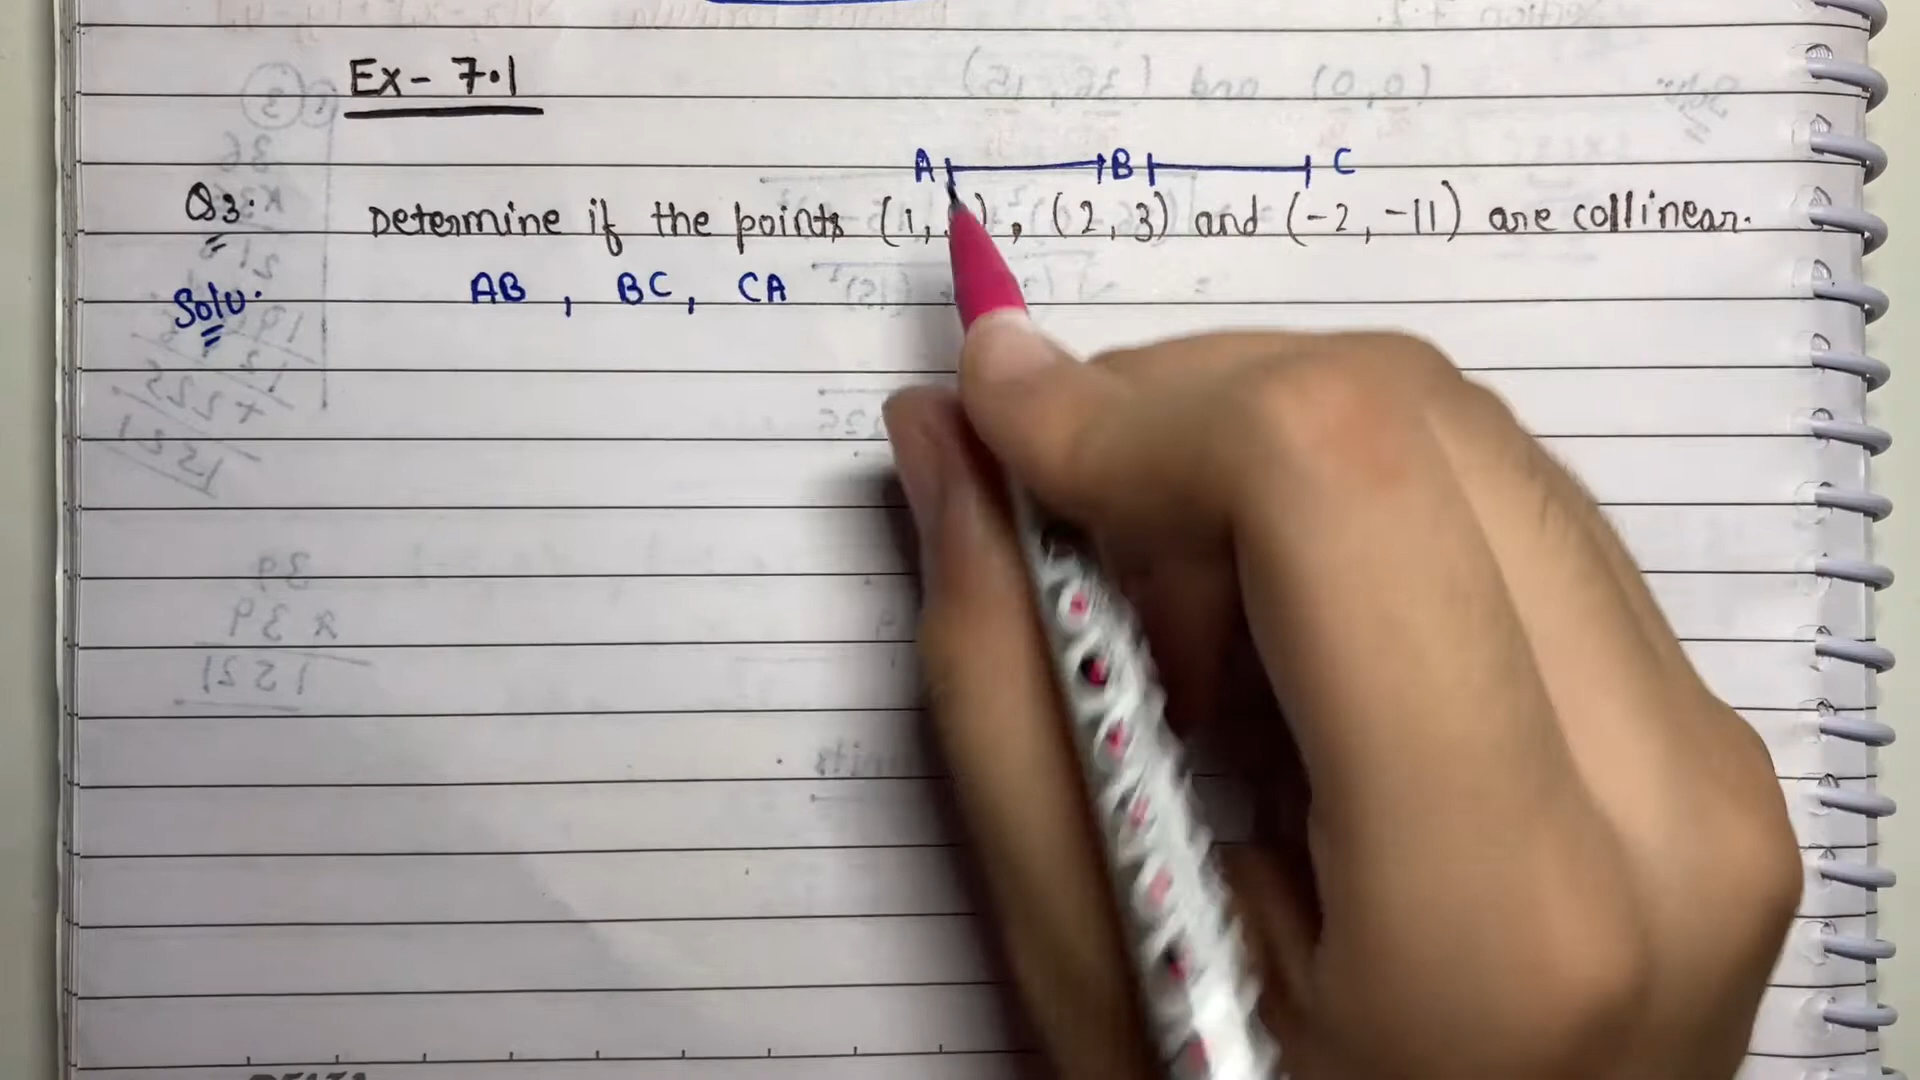 Ex- 7.1
A B C
Q3. Determine if the points (1, ), (2, 3) and (-2, -11) are collinear.
Solu. AB , BC, CA